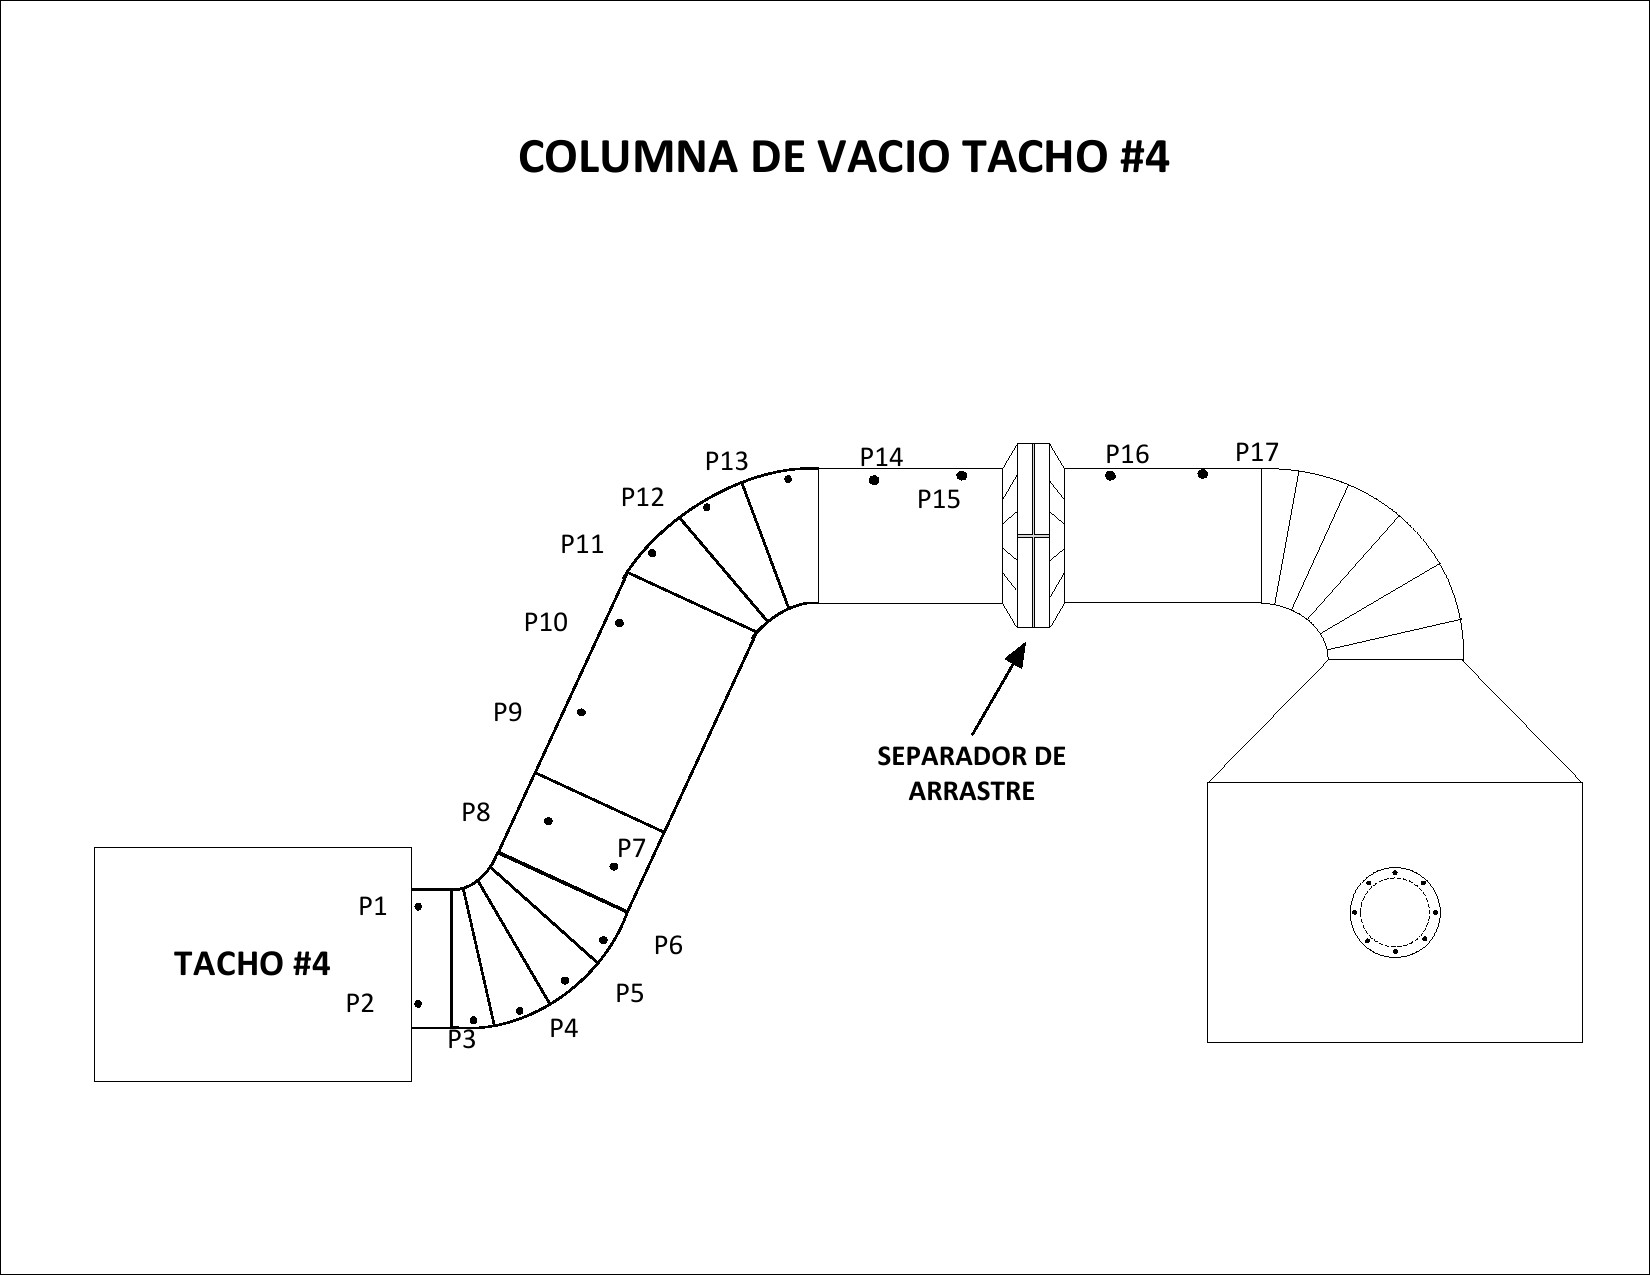 COLUMNA DE VACIO TACHO #4
P13
P14
P16
P17
P12
P15
P11
P10
P9
SEPARADOR DE
ARRASTRE
P8
P7
P1
TACHO #4
P6
P2
P5
P4
P3